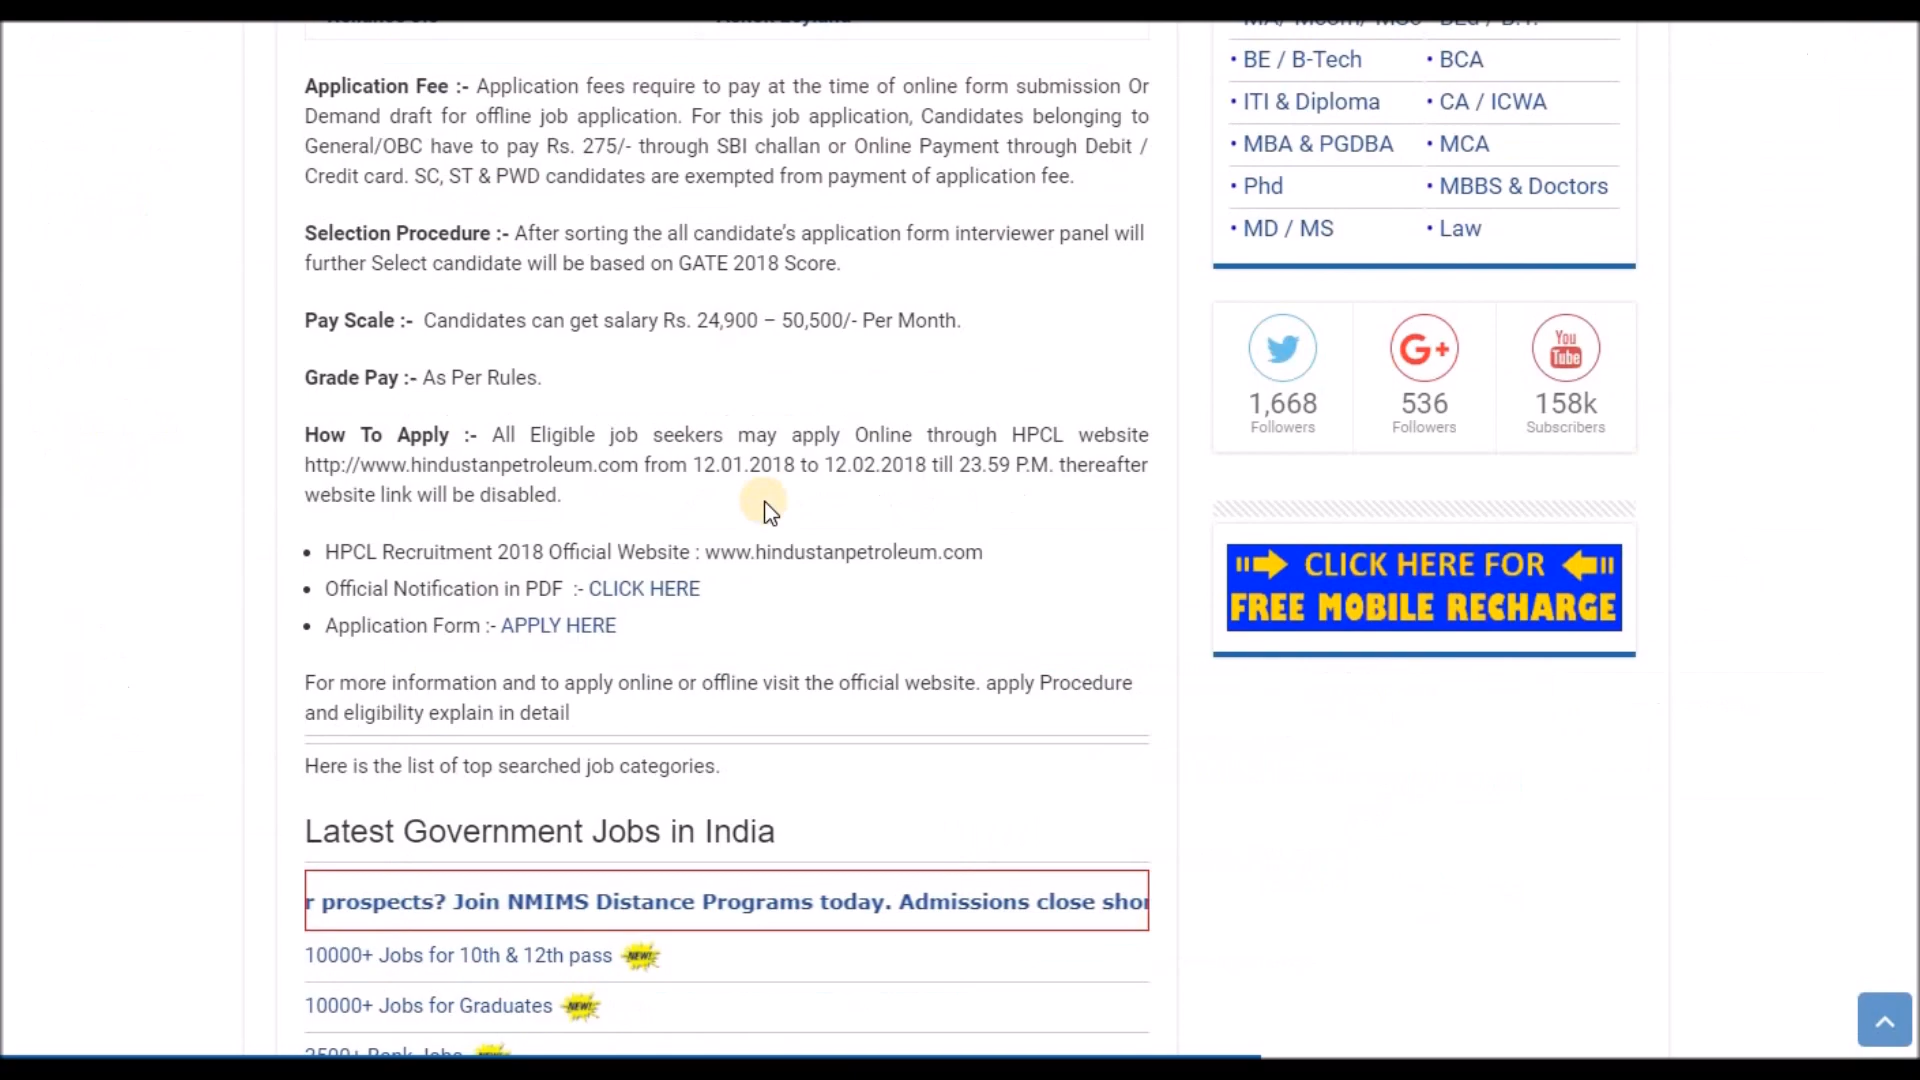 Application Fee :- Application fees require to pay at the time of online form submission Or
Demand draft for offline job application. For this job application, Candidates belonging to
General/OBC have to pay Rs. 275/- through SBI challan or Online Payment through Debit /
Credit card. SC, ST & PWD candidates are exempted from payment of application fee.
Selection Procedure :- After sorting the all candidate's application form interviewer panel will
further Select candidate will be based on GATE 2018 Score.
Pay Scale :- Candidates can get salary Rs. 24,900 – 50,500/- Per Month.
Grade Pay :- As Per Rules.
How To Apply :- All Eligible job seekers may apply Online through HPCL website
http://www.hindustanpetroleum.com from 12.01.2018 to 12.02.2018 till 23.59 P.M. thereafter
website link will be disabled.
• HPCL Recruitment 2018 Official Website : www.hindustanpetroleum.com
• Official Notification in PDF :- CLICK HERE
• Application Form :- APPLY HERE
For more information and to apply online or offline visit the official website. apply Procedure
and eligibility explain in detail
Here is the list of top searched job categories.
Latest Government Jobs in India
r prospects? Join NMIMS Distance Programs today. Admissions close
10000+ Jobs for 10th & 12th pass NEW!
10000+ Jobs for Graduates NEW!
• BE / B-Tech • BCA
• ITI & Diploma • CA / ICWA
• MBA & PGDBA • MCA
• Phd • MBBS & Doctors
• MD / MS • Law
G+ You Tube
1,668 536 158k
Followers Followers Subscribers
CLICK HERE FOR
FREE MOBILE RECHARGE